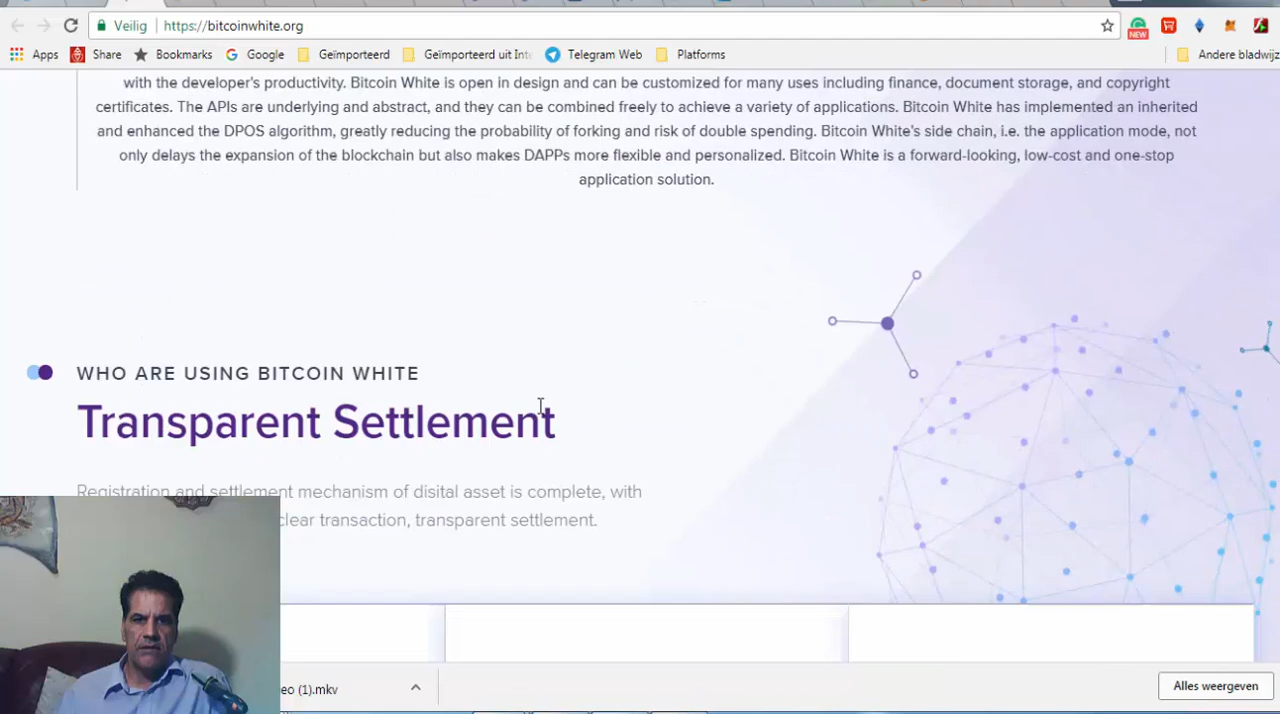 Veilig
https://bitcoinwhite.org
NEW
Apps Share Bookmarks Google Geïmporteerd Geïmporteerd uit Int Telegram Web Platforms Andere bladwijz
with the developer's productivity. Bitcoin White is open in design and can be customized for many uses including finance, document storage, and copyright
certificates. The APIs are underlying and abstract, and they can be combined freely to achieve a variety of applications. Bitcoin White has implemented an inherited
and enhanced the DPOS algorithm, greatly reducing the probability of forking and risk of double spending. Bitcoin White's side chain, i.e. the application mode, not
only delays the expansion of the blockchain but also makes DAPPs more flexible and personalized. Bitcoin White is a forward-looking, low-cost and one-stop
application solution.
WHO ARE USING BITCOIN WHITE
Transparent Settlement
Registration and settlement mechanism of disital asset is complete, with
clear transaction, transparent settlement.
eo (1).mkv
Alles weergeven